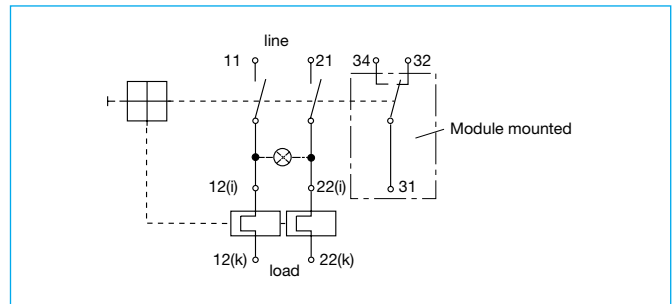 line
11
21
34
32
Module mounted
12(i)
22(i)
31
12(k)
load
22(k)